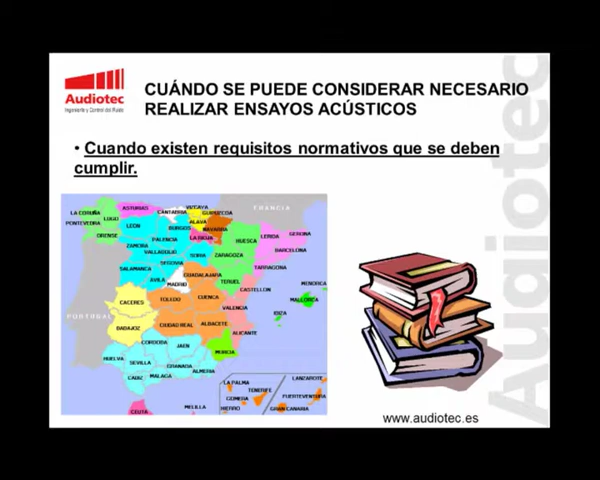 Audiotec
Ingeniería y Control del Ruido
CUÁNDO SE PUEDE CONSIDERAR NECESARIO
REALIZAR ENSAYOS ACÚSTICOS
• Cuando existen requisitos normativos que se deben
cumplir.
FRANCIA
LA CORUÑA
ASTURIAS
CANTABRIA
VIZCAYA
GUIPUZCOA
LUGO
ALAVA
NAVARRA
PONTEVEDRA
ORENSE
LEÓN
BURGOS
LA RIOJA
HUESCA
LERIDA
GERONA
PALENCIA
ZAMORA
VALLADOLID
SORIA
ZARAGOZA
BARCELONA
SEGOVIA
SALAMANCA
TARRAGONA
AVILA
GUADALAJARA
TERUEL
MADRID
CASTELLON
MENORCA
CACERES
TOLEDO
CUENCA
MALLORCA
VALENCIA
IBIZA
PORTUGAL
BADAJOZ
CIUDAD REAL
ALBACETE
ALICANTE
CORDOBA
JAEN
MURCIA
HUELVA
SEVILLA
GRANADA
ALMERIA
CADIZ
MALAGA
CEUTA
MELILLA
LA PALMA
LANZAROTE
TENERIFE
GOMERA
FUERTEVENTURA
HIERRO
GRAN CANARIA
Audiotec
www.audiotec.es